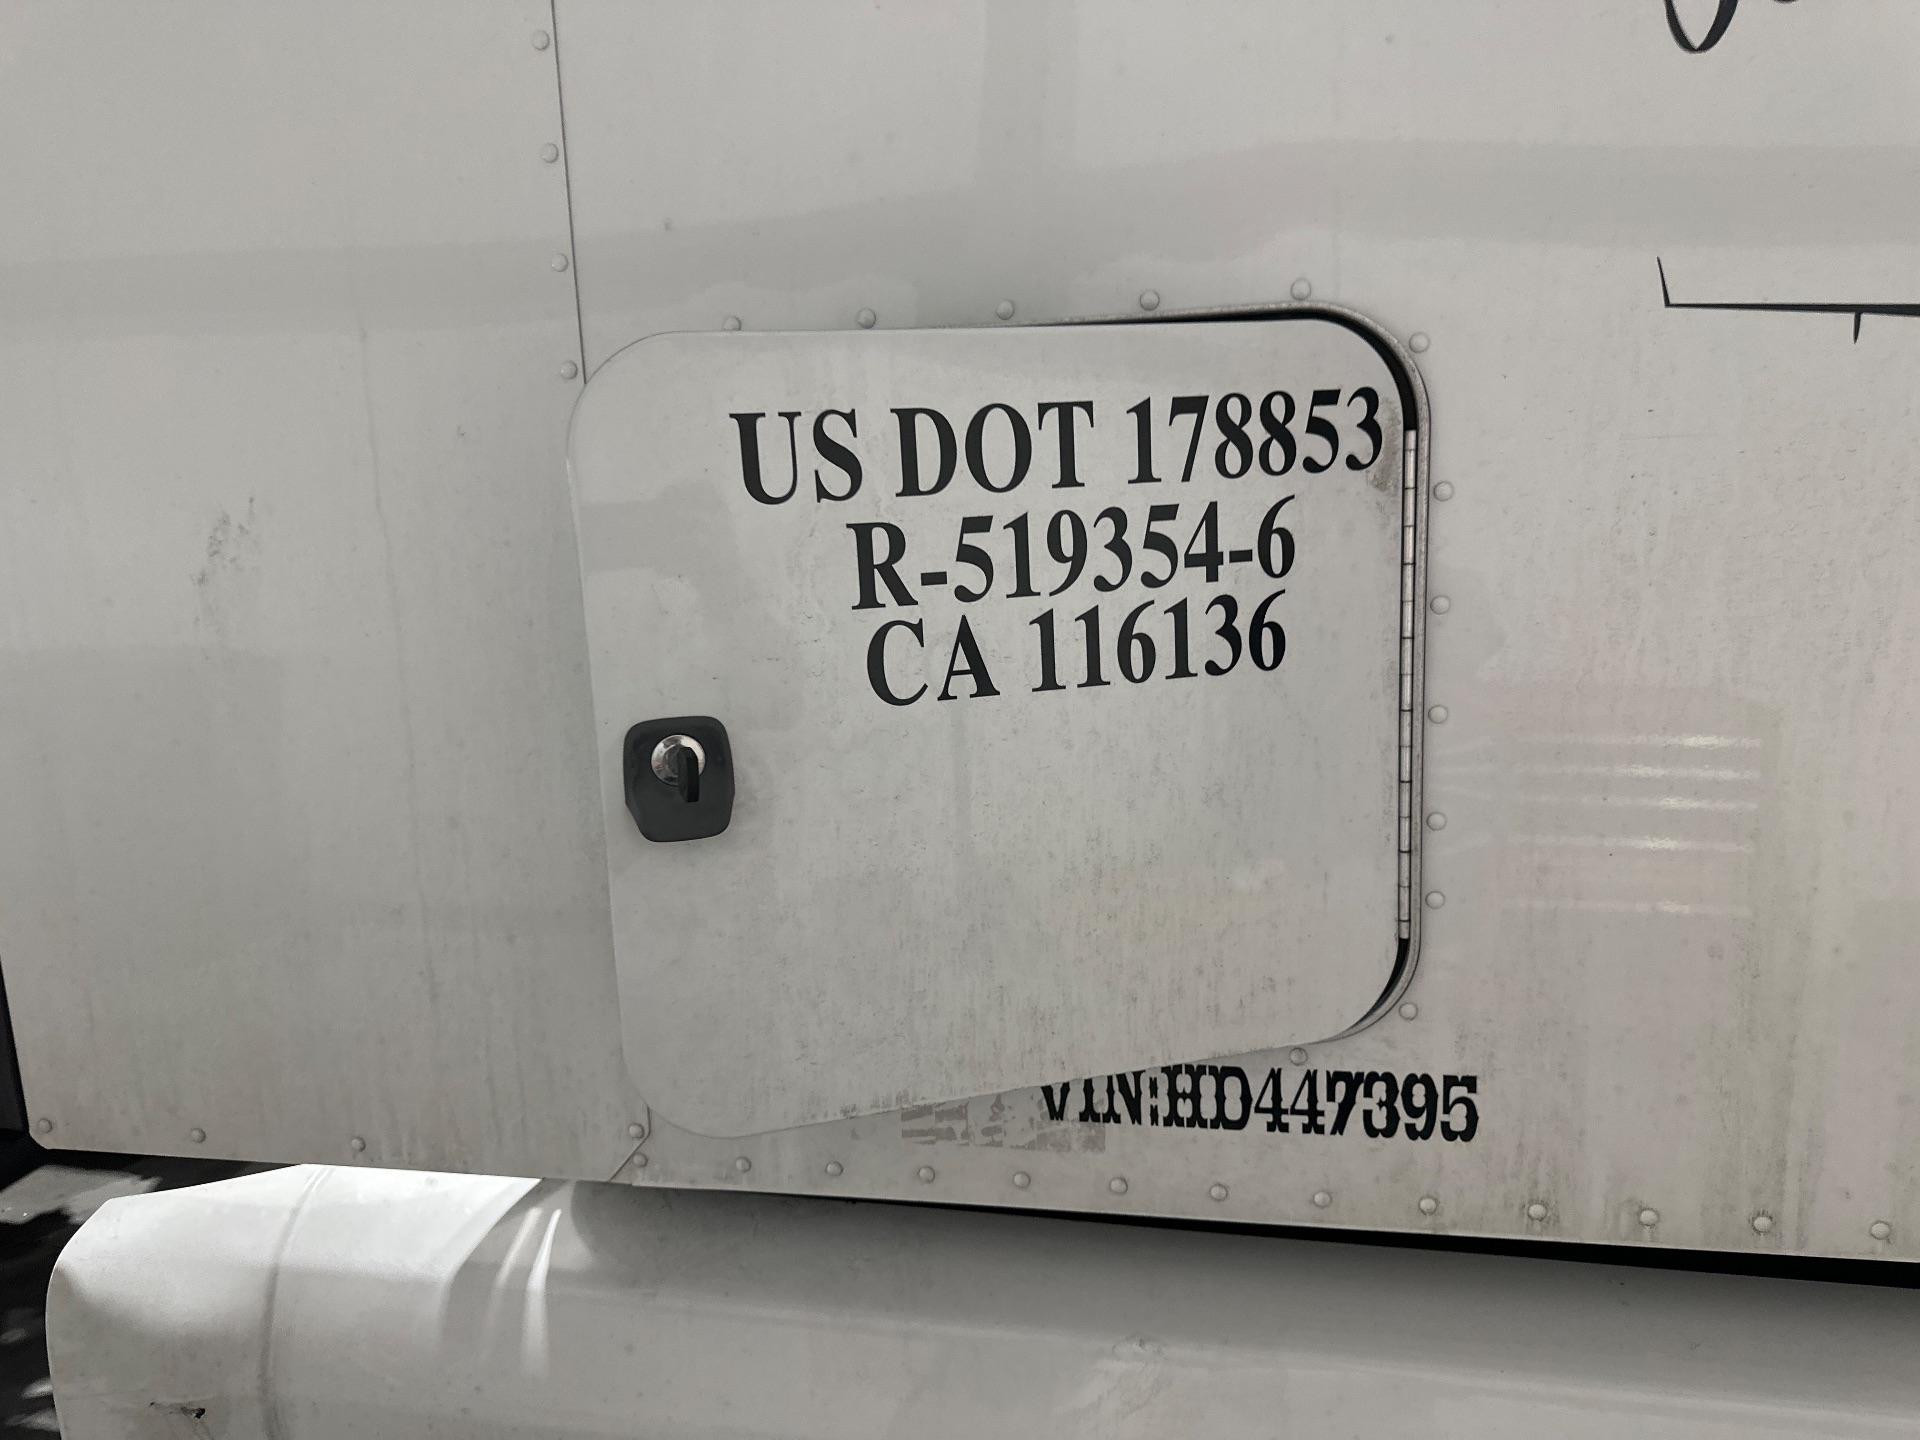 US DOT 178853
R-519354-6
CA 116136
VIN:HD447395